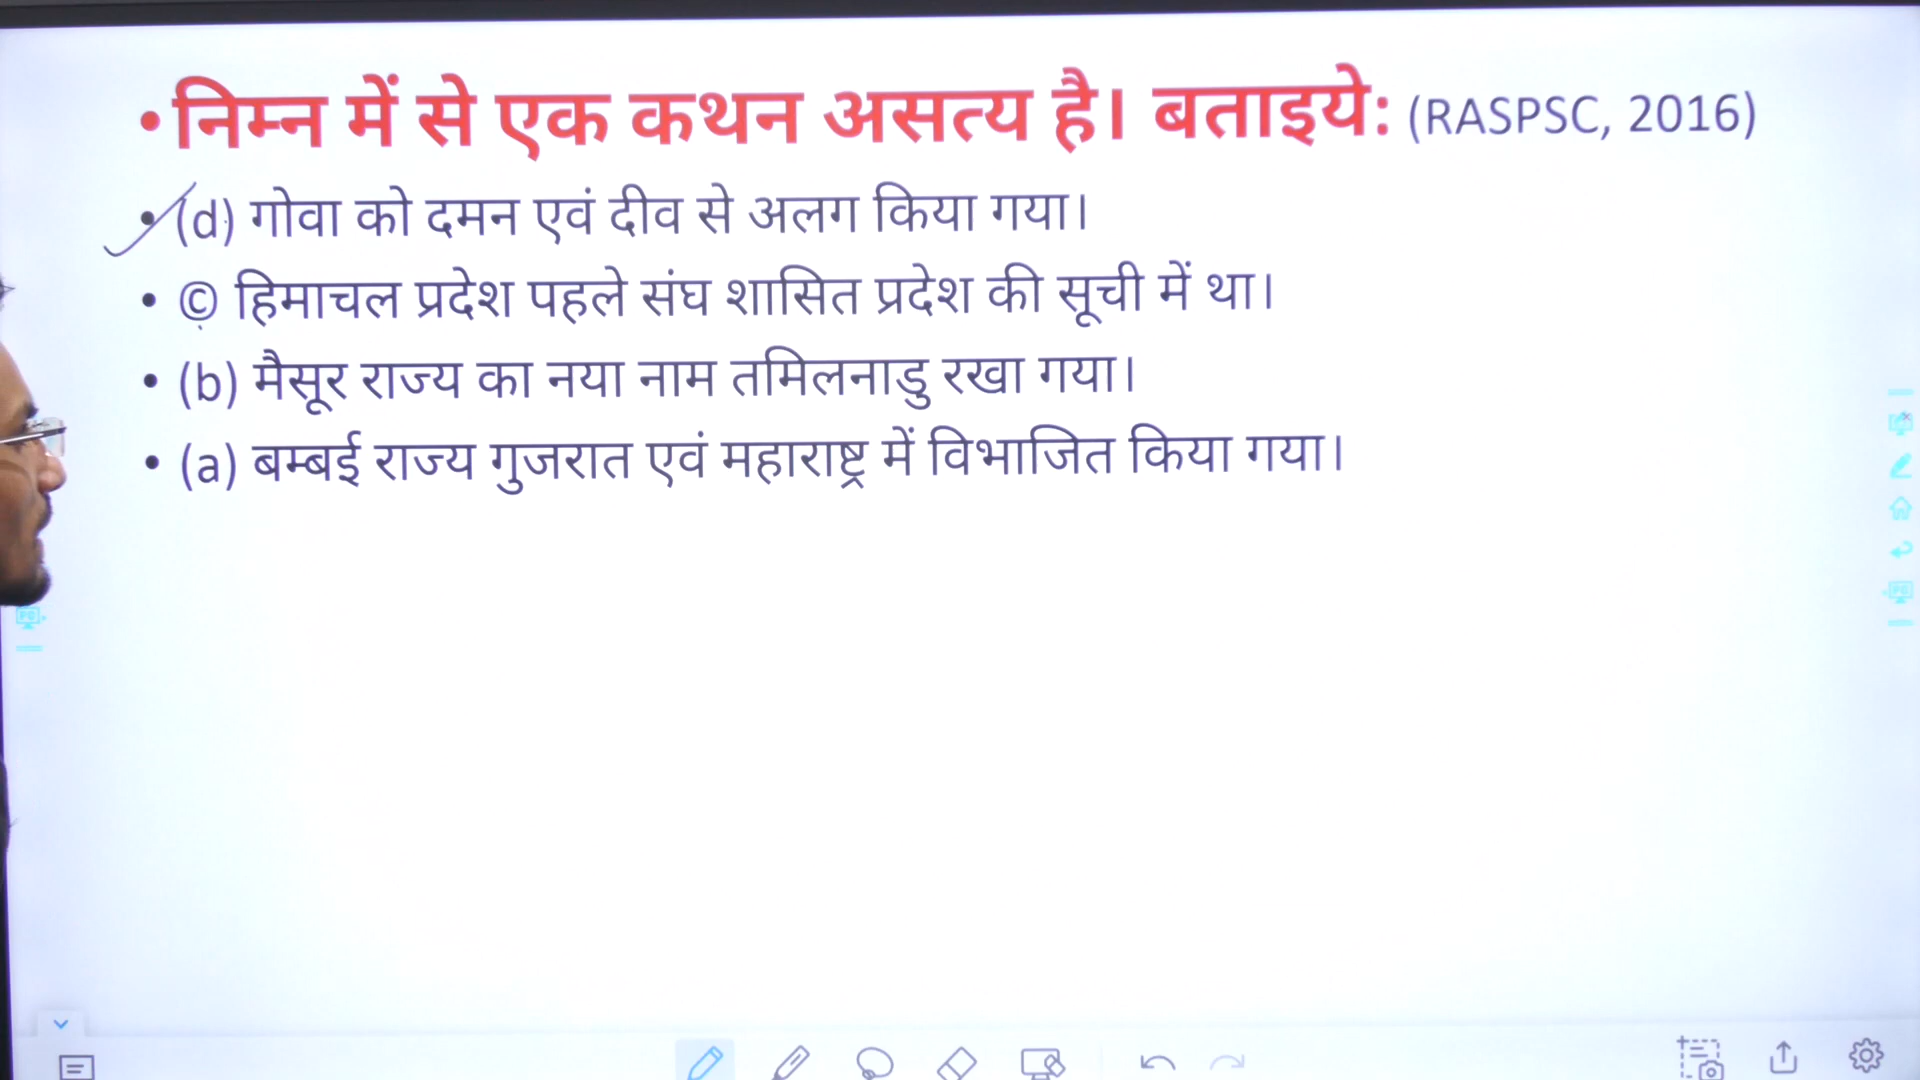 • निम्न में से एक कथन असत्य है। बताइये: (RASPSC, 2016)
• (d) गोवा को दमन एवं दीव से अलग किया गया।
• © हिमाचल प्रदेश पहले संघ शासित प्रदेश की सूची में था।
• (b) मैसूर राज्य का नया नाम तमिलनाडु रखा गया।
• (a) बम्बई राज्य गुजरात एवं महाराष्ट्र में विभाजित किया गया।